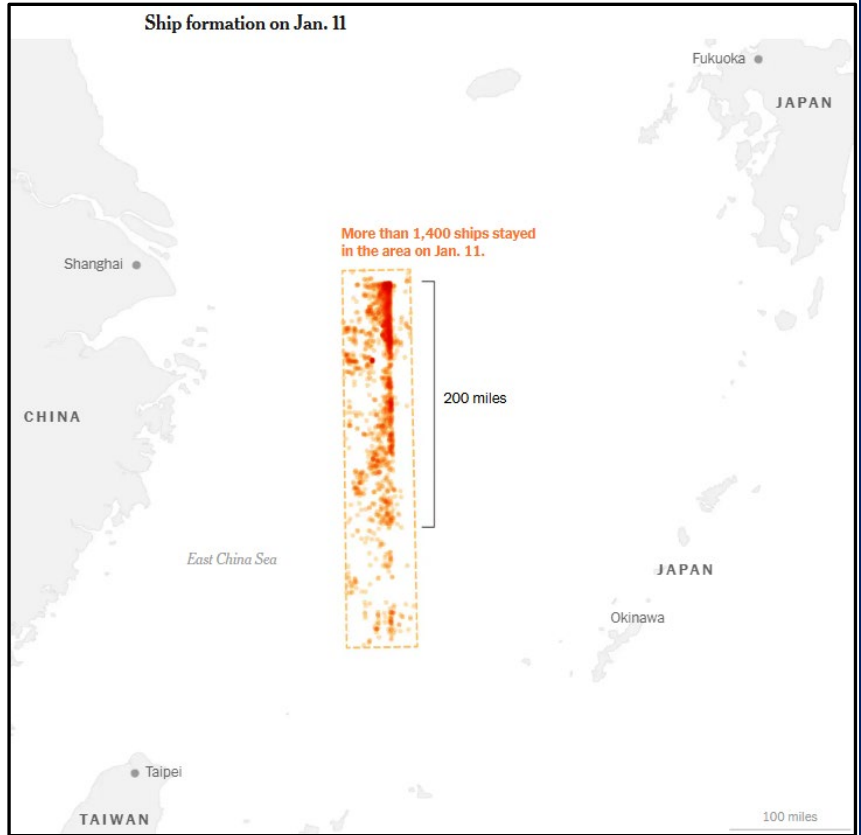 Ship formation on Jan. 11
Fukuoka
JAPAN
More than 1,400 ships stayed
in the area on Jan. 11.
Shanghai
200 miles
CHINA
East China Sea
JAPAN
Okinawa
Taipei
TAIWAN
100 miles